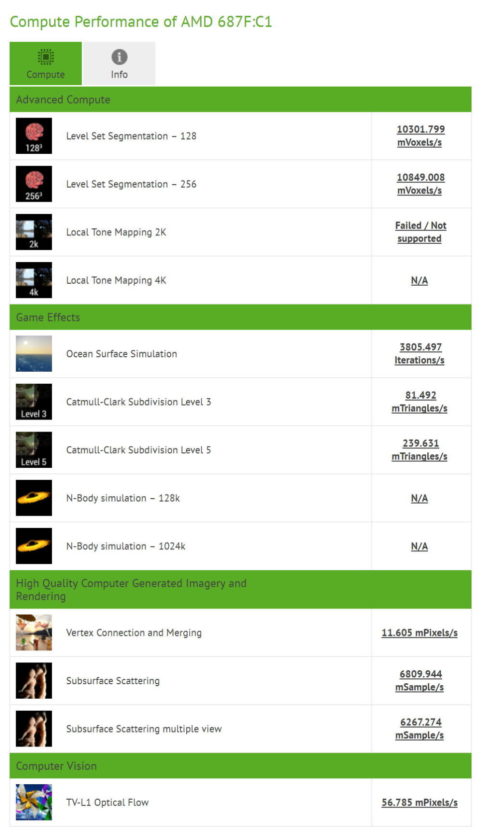 Compute Performance of AMD 687F:C1
Compute
Info
Advanced Compute
128³
Level Set Segmentation – 128
10301.799
mVoxels/s
256³
Level Set Segmentation – 256
10849.008
mVoxels/s
2k
Local Tone Mapping 2K
Failed / Not
supported
4k
Local Tone Mapping 4K
N/A
Game Effects
Ocean Surface Simulation
3805.497
Iterations/s
Level 3
Catmull-Clark Subdivision Level 3
81.492
mTriangles/s
Level 5
Catmull-Clark Subdivision Level 5
239.631
mTriangles/s
N-Body simulation – 128k
N/A
N-Body simulation – 1024k
N/A
High Quality Computer Generated Imagery and
Rendering
Vertex Connection and Merging
11.605 mPixels/s
Subsurface Scattering
6809.944
mSample/s
Subsurface Scattering multiple view
6267.274
mSample/s
Computer Vision
TV-L1 Optical Flow
56.785 mPixels/s